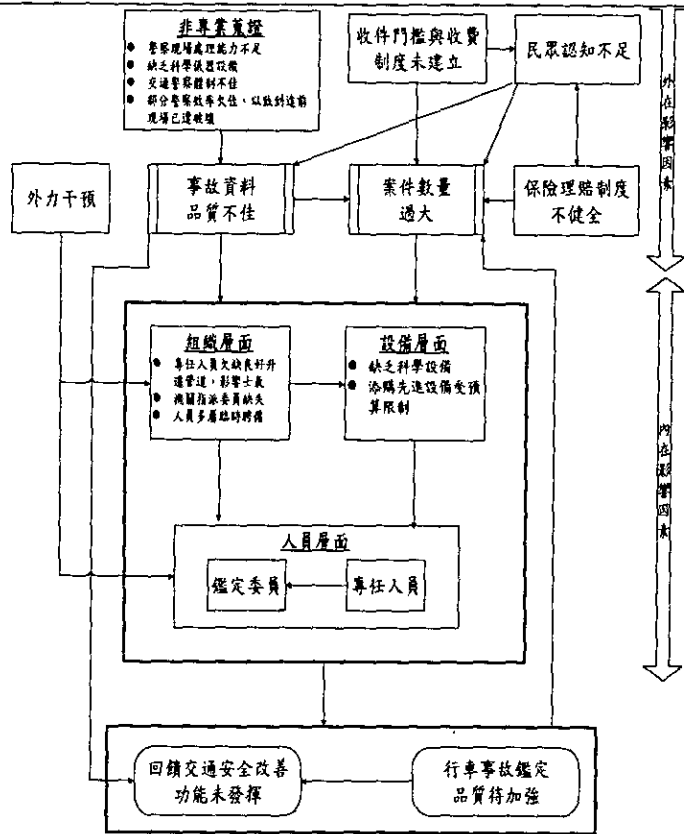 非專業蒐證
● 警察現場處理能力不足
● 缺乏科學儀器設備
● 交通警察體制不佳
● 部分警察效率欠佳，以致到達前
現場已遭破壞
收件門檻與收費
制度未建立
民眾認知不足
外在影響因素
外力干預
事故資料
品質不佳
案件數量
過大
保險理賠制度
不健全
組織層面
● 專任人員欠缺良好升
遷管道，影響士氣
● 機關指派委員缺失
● 人員多屬臨時聘僱
設備層面
● 缺乏科學設備
● 添購先進設備受預
算限制
內在影響因素
人員層面
鑑定委員
專任人員
回饋交通安全改善
功能未發揮
行車事故鑑定
品質待加強